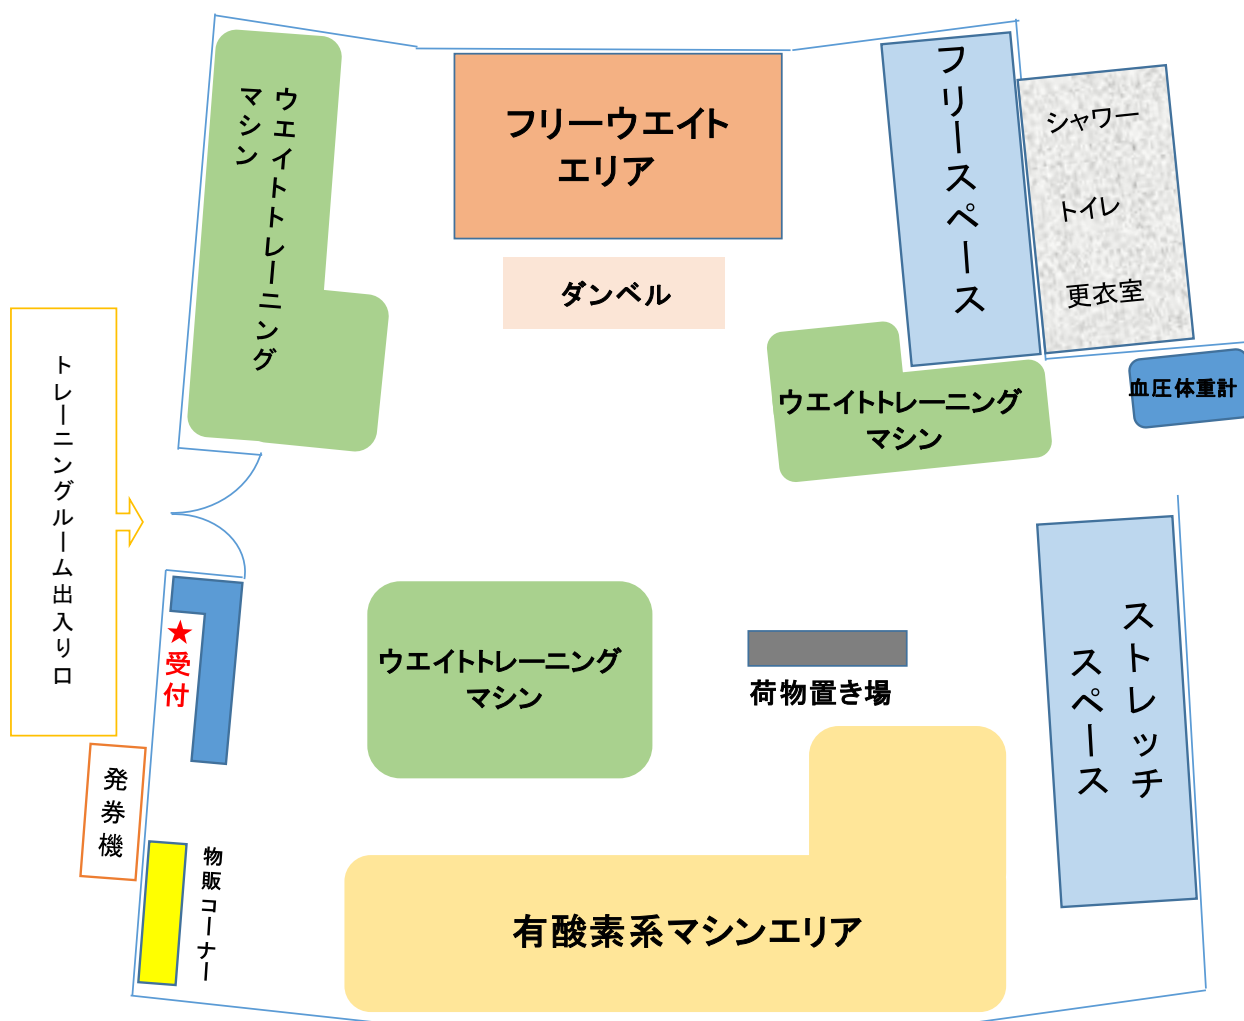 ウエイトトレーニング
マシン
フリーウエイト
エリア
ダンベル
フリースペース
シャワー
トイレ
更衣室
血圧体重計
ウエイトトレーニング
マシン
トレーニングルーム出入り口
★受付
ウエイトトレーニング
マシン
荷物置き場
ストレッチ
スペース
発券機
物販コーナー
有酸素系マシンエリア